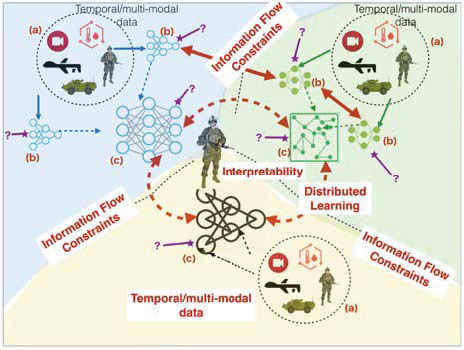 Temporal/multi-modal
data
Temporal/multi-modal
data
(a)
(b)
?
Information Flow
Constraints
?
(a)
(b)
?
(b)
?
(c)
?
(c)
(b)
?
?
Interpretability
Distributed
Learning
Information Flow
Constraints
Information Flow
Constraints
?
(c)
Temporal/multi-modal
data
(a)